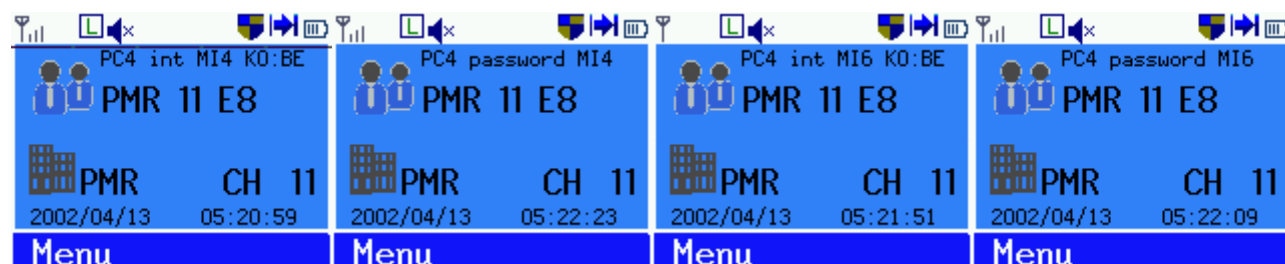 L
PC4 int MI4 K0:BE
PMR 11 E8
PMR CH 11
2002/04/13 05:20:59
Menu
L
PC4 password MI4
PMR 11 E8
PMR CH 11
2002/04/13 05:22:23
Menu
L
PC4 int MI6 K0:BE
PMR 11 E8
PMR CH 11
2002/04/13 05:21:51
Menu
L
PC4 password MI6
PMR 11 E8
PMR CH 11
2002/04/13 05:22:09
Menu